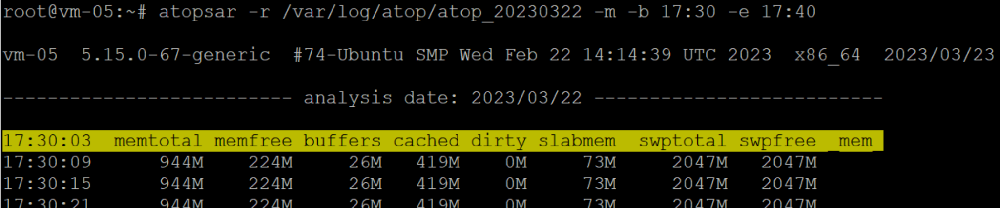 root@vm-05:~# atopsar -r /var/log/atop/atop_20230322 -m -b 17:30 -e 17:40
vm-05  5.15.0-67-generic  #74-Ubuntu SMP Wed Feb 22 14:14:39 UTC 2023  x86_64  2023/03/23
-------------------------- analysis date: 2023/03/22 --------------------------
17:30:03  memtotal memfree buffers cached dirty slabmem  swptotal swpfree _mem_
17:30:09      944M    224M     26M   419M    0M     73M     2047M   2047M
17:30:15      944M    224M     26M   419M    0M     73M     2047M   2047M
17:30:21      944M    224M     26M   419M    0M     73M     2047M   2047M